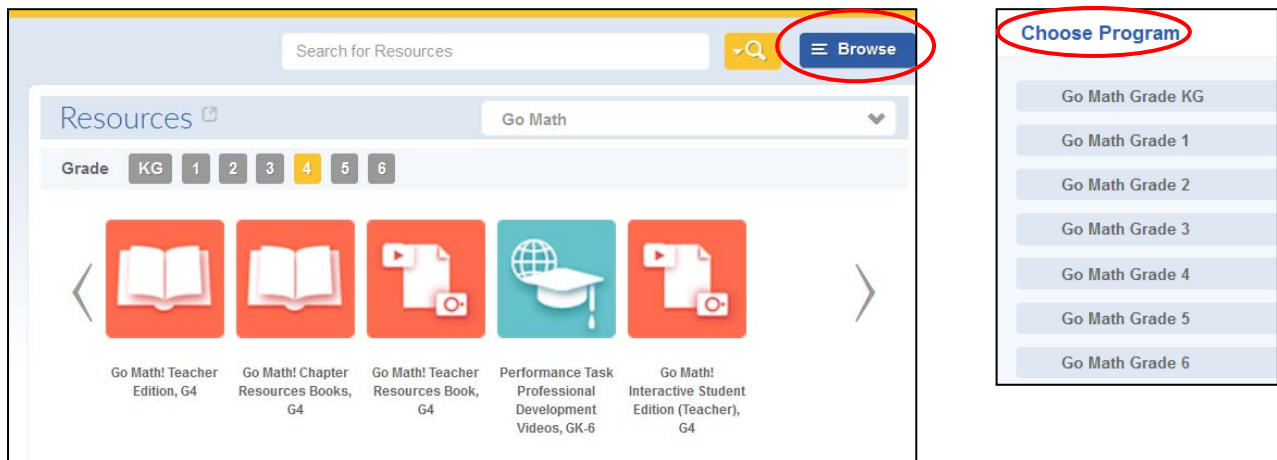 Search for Resources
Browse
Resources
Go Math
Grade KG 1 2 3 4 5 6
Go Math! Teacher
Edition, G4
Go Math! Chapter
Resources Books,
G4
Go Math! Teacher
Resources Book,
G4
Performance Task
Professional
Development
Videos, GK-6
Go Math!
Interactive Student
Edition (Teacher),
G4
Choose Program
Go Math Grade KG
Go Math Grade 1
Go Math Grade 2
Go Math Grade 3
Go Math Grade 4
Go Math Grade 5
Go Math Grade 6